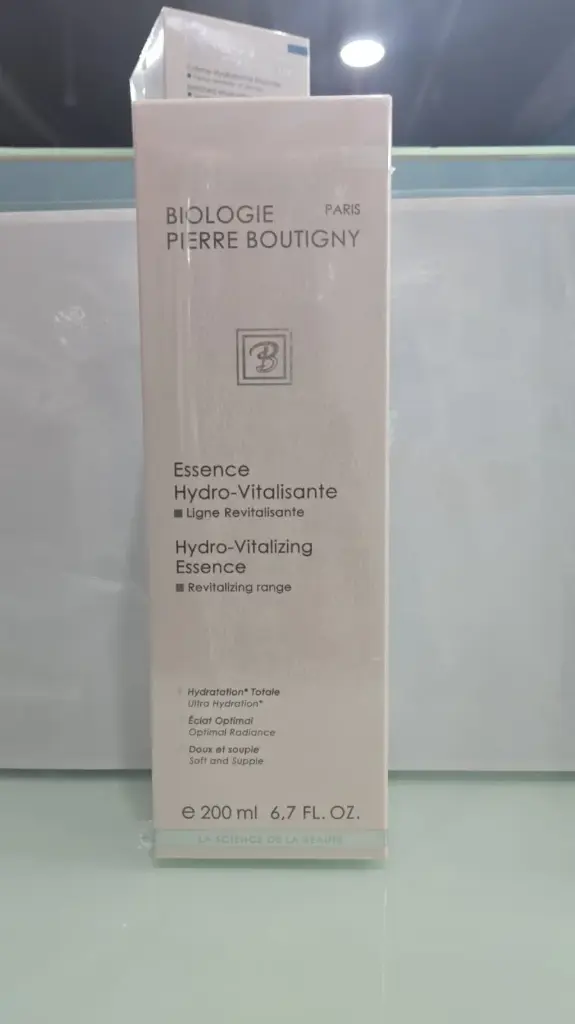 BIOLOGIE PARIS
PIERRE BOUTIGNY
B
Essence
Hydro-Vitalisante
■ Ligne Revitalisante
Hydro-Vitalizing
Essence
■ Revitalizing range
Hydratation* Totale
Ultra Hydration*
Éclat Optimal
Optimal Radiance
Doux et souple
Soft and Supple
e 200 ml 6,7 FL. OZ.
LA SCIENCE DE LA BEAUTÉ